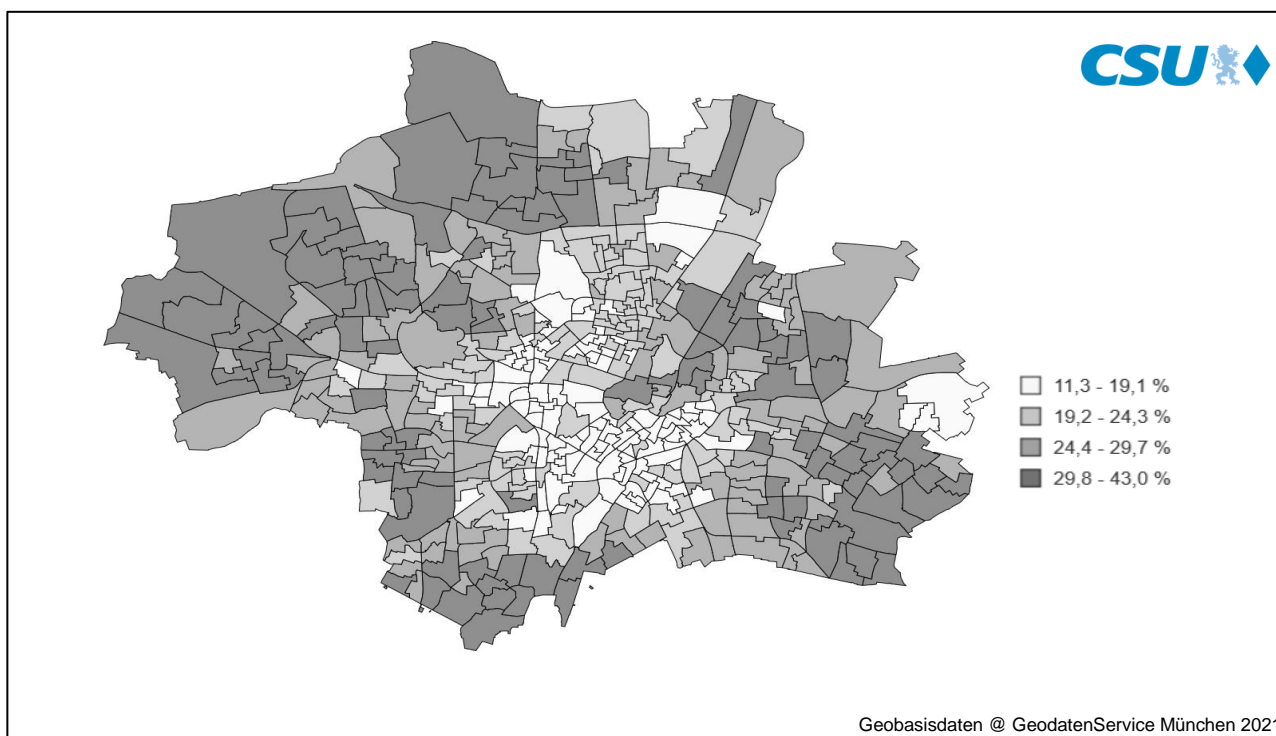 CSU
11,3 - 19,1 %
19,2 - 24,3 %
24,4 - 29,7 %
29,8 - 43,0 %
Geobasisdaten @ GeodatenService München 2021